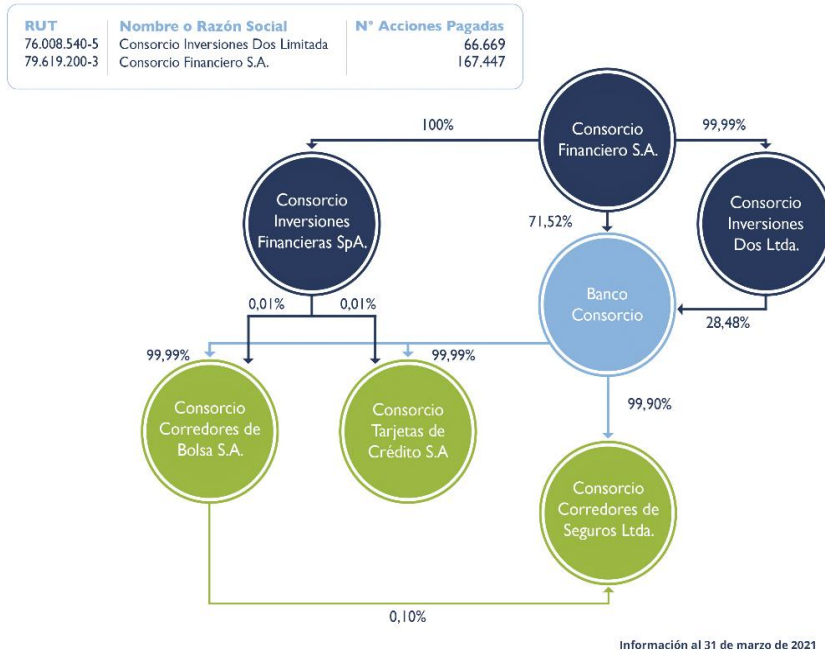 RUT Nombre o Razón Social N° Acciones Pagadas
76.008.540-5 Consorcio Inversiones Dos Limitada 66.669
79.619.200-3 Consorcio Financiero S.A. 167.447
100%
Consorcio
Financiero S.A.
99,99%
Consorcio
Inversiones
Financieras SpA.
71,52%
Consorcio
Inversiones
Dos Ltda.
Banco
Consorcio
28,48%
0,01%
0,01%
99,99%
99,99%
Consorcio
Corredores de
Bolsa S.A.
Consorcio
Tarjetas de
Crédito S.A
99,90%
Consorcio
Corredores de
Seguros Ltda.
0,10%
Información al 31 de marzo de 2021